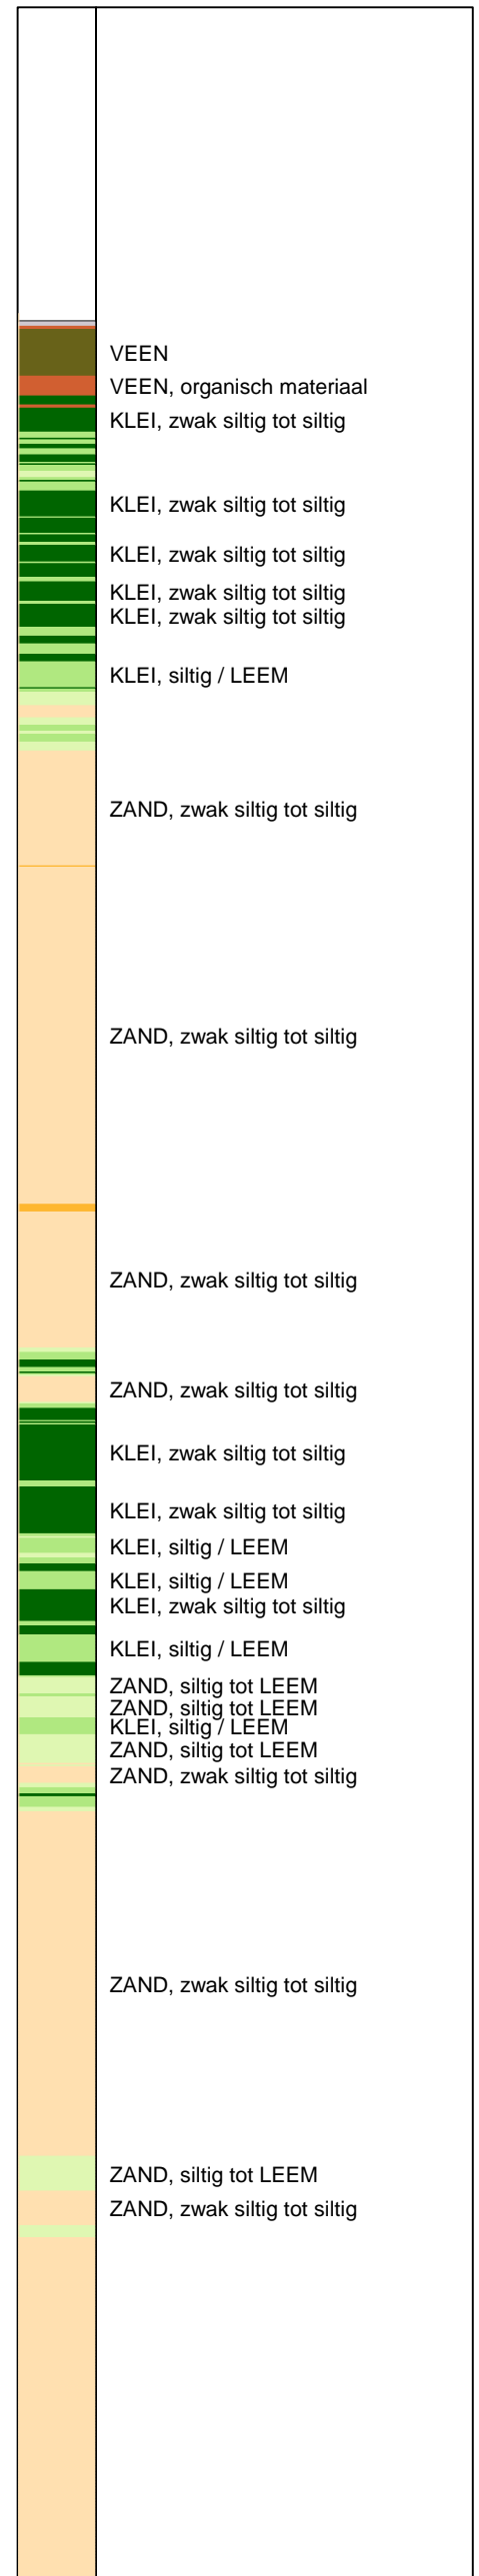 VEEN
VEEN, organisch materiaal
KLEI, zwak siltig tot siltig
KLEI, zwak siltig tot siltig
KLEI, zwak siltig tot siltig
KLEI, zwak siltig tot siltig
KLEI, zwak siltig tot siltig
KLEI, siltig / LEEM
ZAND, zwak siltig tot siltig
ZAND, zwak siltig tot siltig
ZAND, zwak siltig tot siltig
ZAND, zwak siltig tot siltig
KLEI, zwak siltig tot siltig
KLEI, zwak siltig tot siltig
KLEI, siltig / LEEM
KLEI, siltig / LEEM
KLEI, zwak siltig tot siltig
KLEI, siltig / LEEM
ZAND, siltig tot LEEM
ZAND, siltig tot LEEM
KLEI, siltig / LEEM
ZAND, siltig tot LEEM
ZAND, zwak siltig tot siltig
ZAND, zwak siltig tot siltig
ZAND, siltig tot LEEM
ZAND, zwak siltig tot siltig